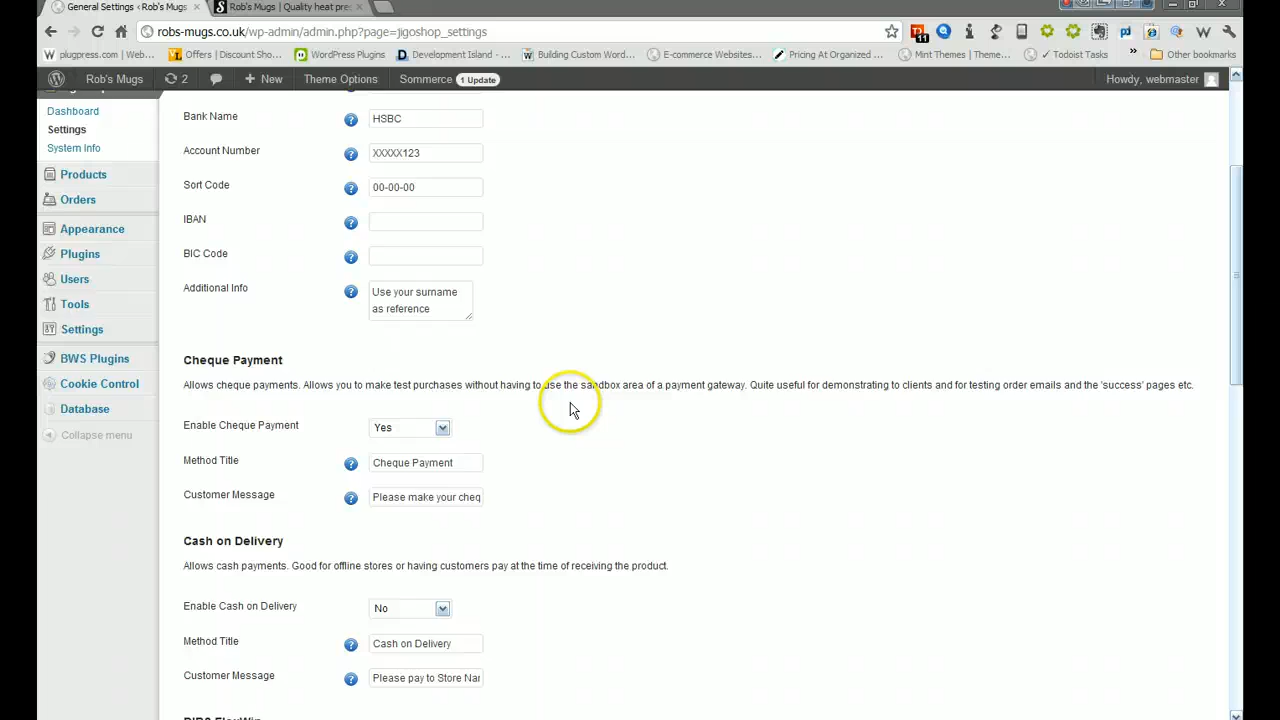 General Settings ‹ Rob's Mugs
Rob's Mugs | Quality heat pres
robs-mugs.co.uk/wp-admin/admin.php?page=jigoshop_settings
plugpress.com | Web...
Offers | Discount Sho...
WordPress Plugins
Development Island - ...
Building Custom Wor...
E-commerce Websites...
Pricing At Organized ...
Mint Themes | Theme...
Todoist Tasks
Other bookmarks
11
Rob's Mugs
2
New
Theme Options
Sommerce
1 Update
Howdy, webmaster
Dashboard
Settings
System Info
Products
Orders
Appearance
Plugins
Users
Tools
Settings
BWS Plugins
Cookie Control
Database
Collapse menu
Bank Name
HSBC
Account Number
XXXXX123
Sort Code
00-00-00
IBAN
BIC Code
Additional Info
Use your surname
as reference
Cheque Payment
Allows cheque payments. Allows you to make test purchases without having to use the sandbox area of a payment gateway. Quite useful for demonstrating to clients and for testing order emails and the 'success' pages etc.
Enable Cheque Payment
Yes
Method Title
Cheque Payment
Customer Message
Please make your cheq
Cash on Delivery
Allows cash payments. Good for offline stores or having customers pay at the time of receiving the product.
Enable Cash on Delivery
No
Method Title
Cash on Delivery
Customer Message
Please pay to Store Nar